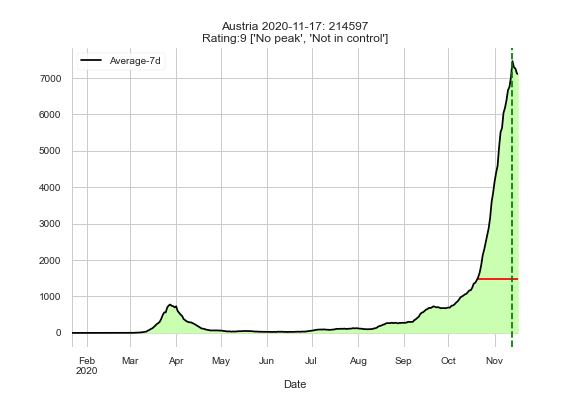 Austria 2020-11-17: 214597
Rating:9 ['No peak', 'Not in control']
Average-7d
7000
6000
5000
4000
3000
2000
1000
0
Feb Mar Apr May Jun Jul Aug Sep Oct Nov
2020
Date